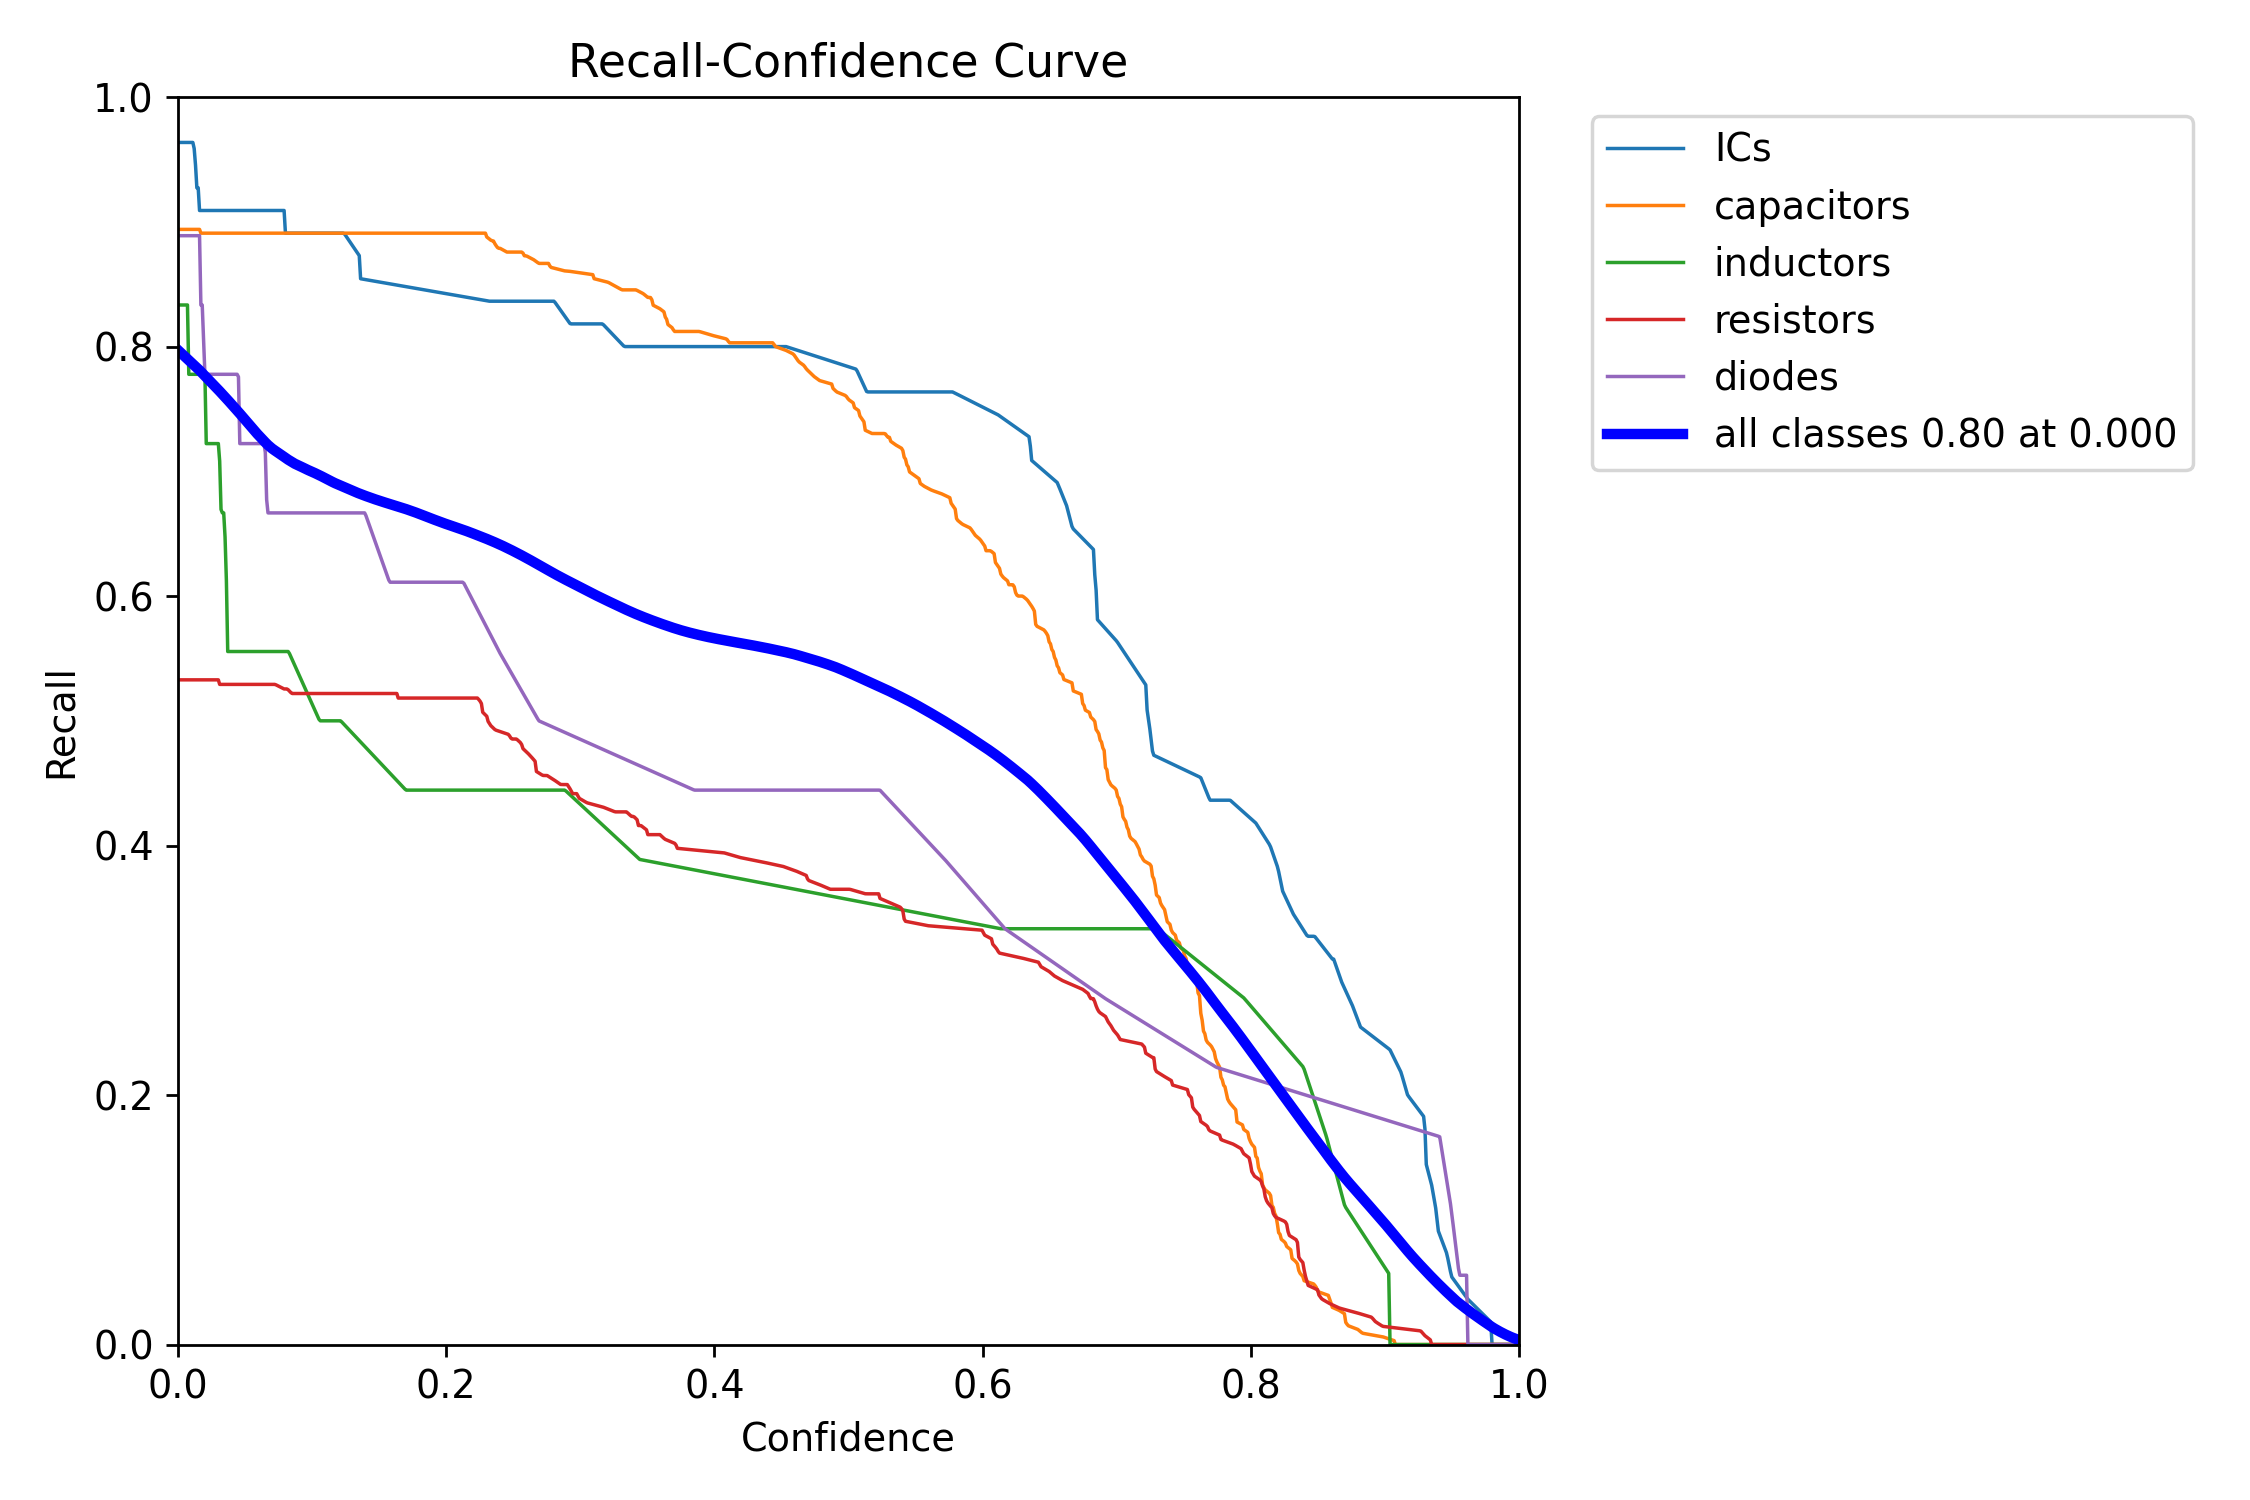 Recall-Confidence Curve
1.0
0.8
0.6
0.4
0.2
0.0
Recall
0.0 0.2 0.4 0.6 0.8 1.0
Confidence
ICs
capacitors
inductors
resistors
diodes
all classes 0.80 at 0.000